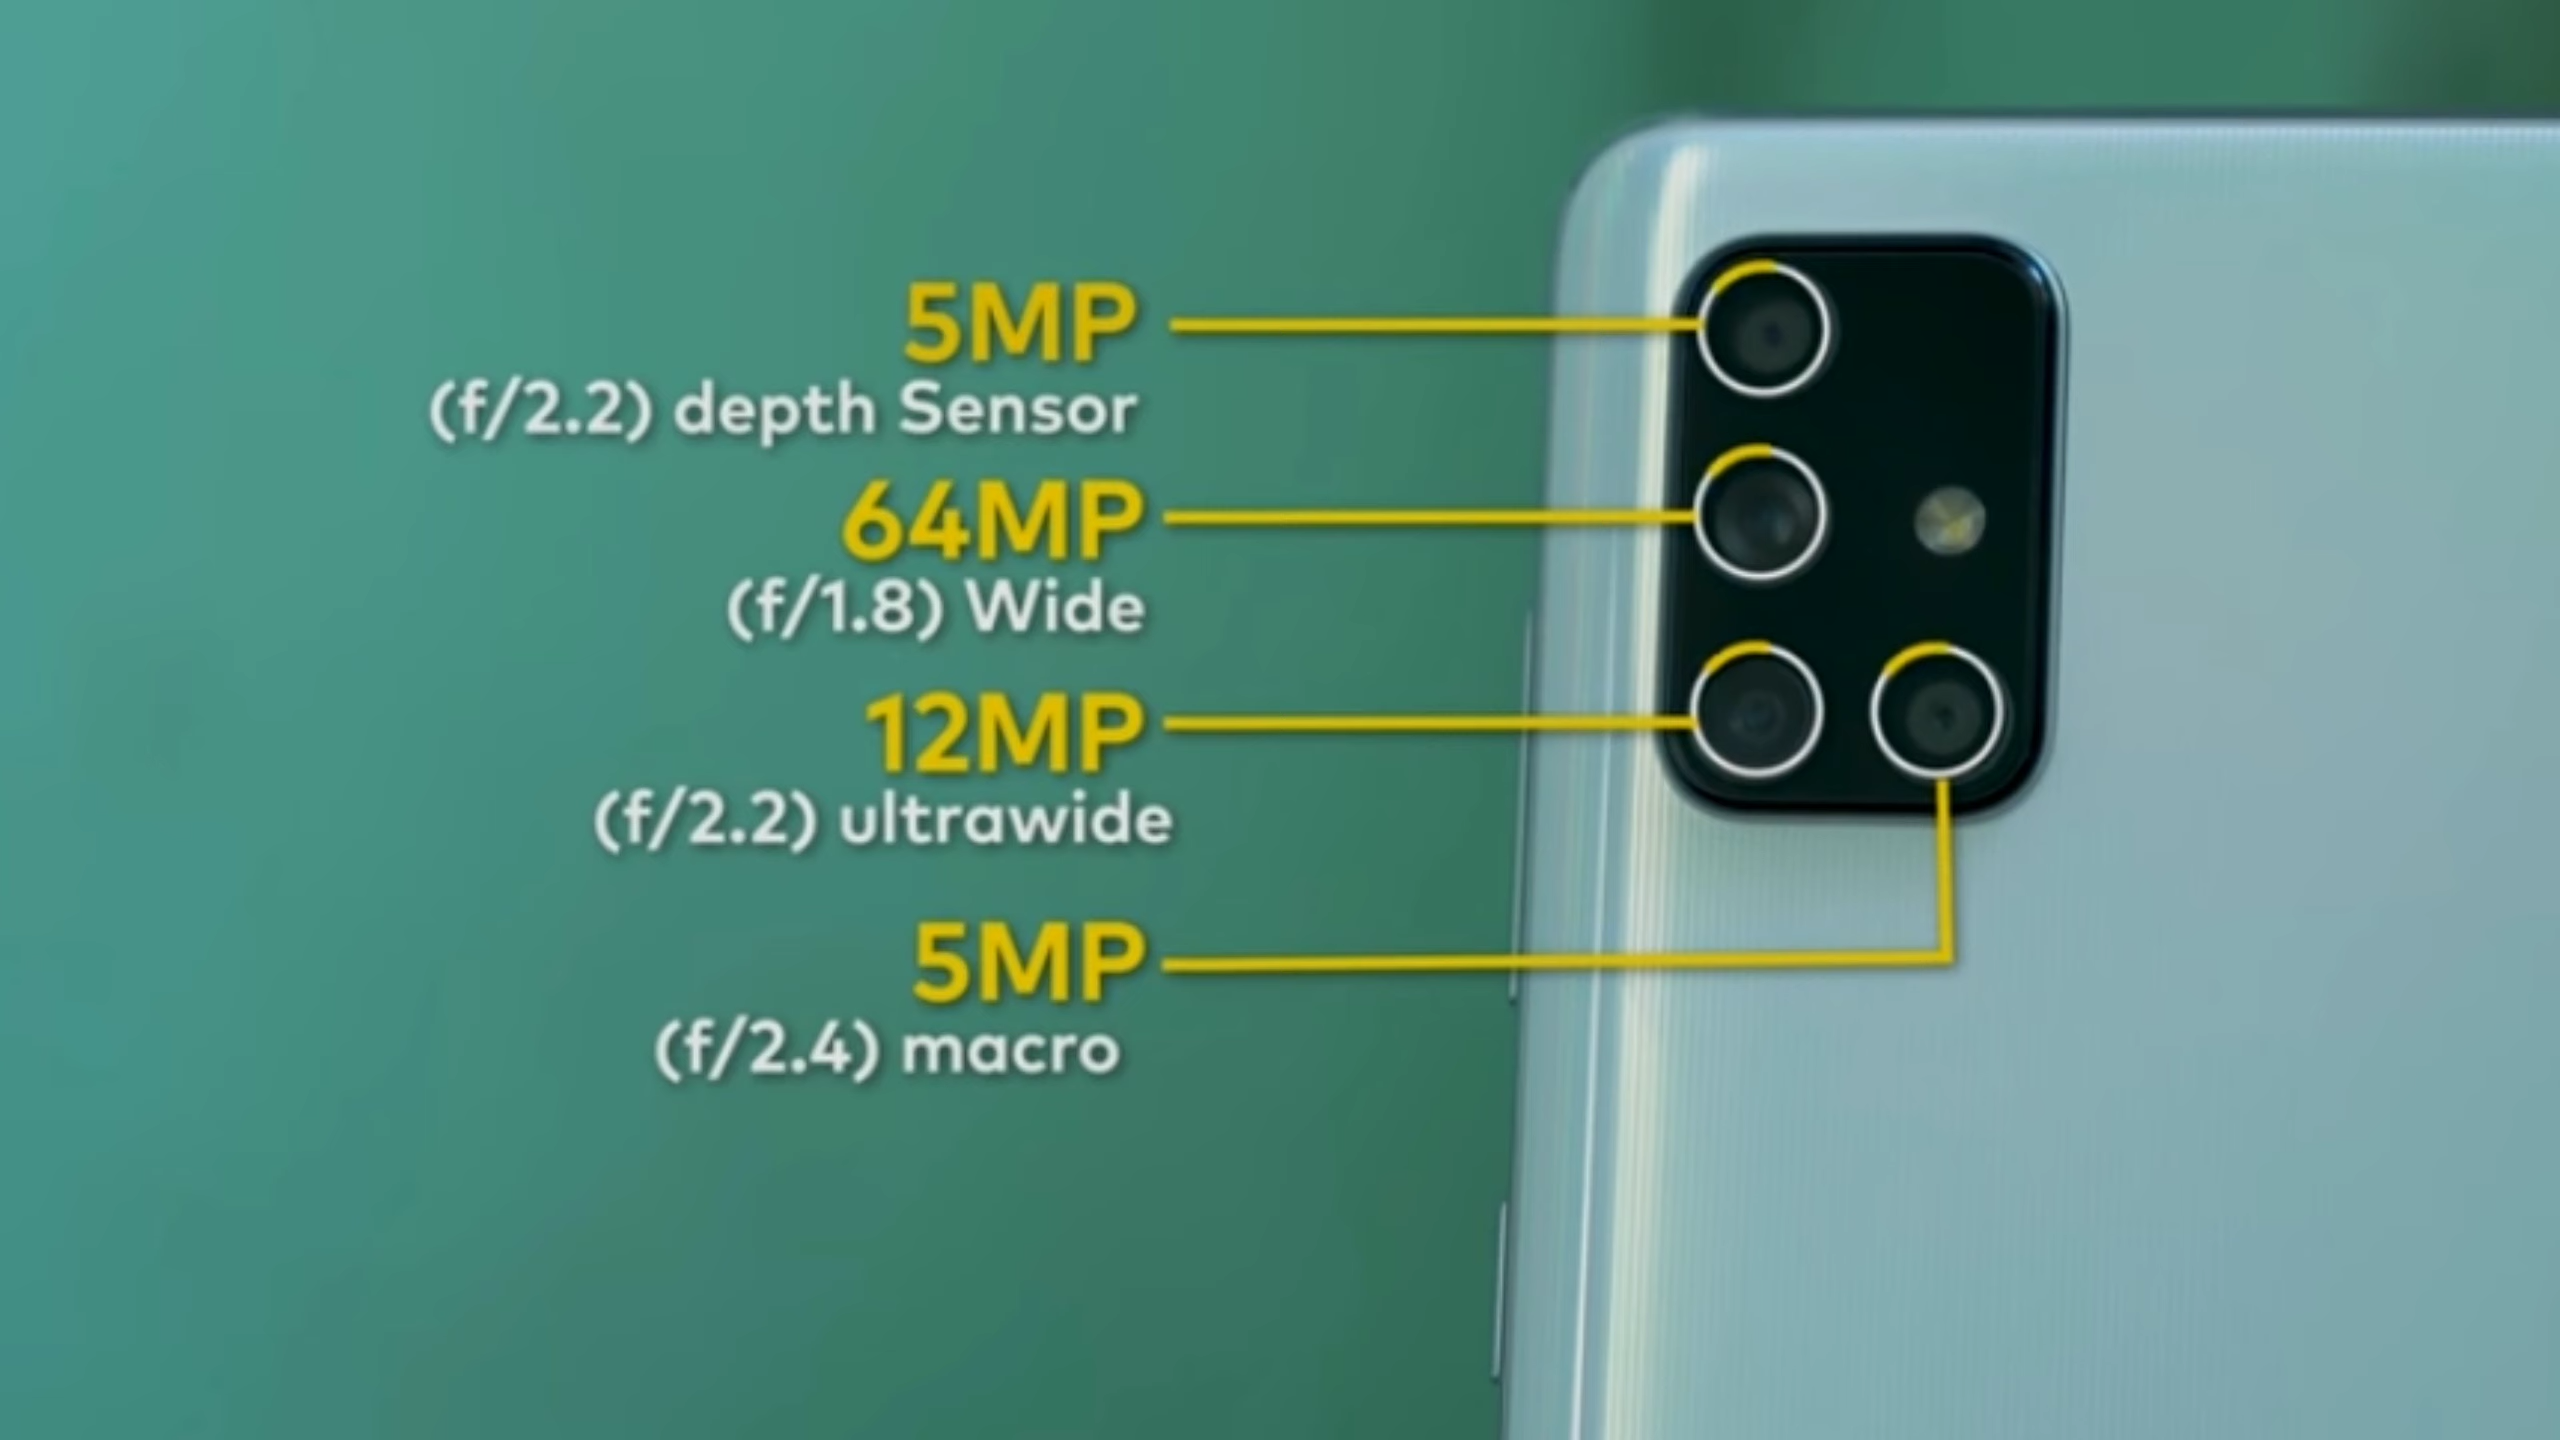 5MP
(f/2.2) depth Sensor
64MP
(f/1.8) Wide
12MP
(f/2.2) ultrawide
5MP
(f/2.4) macro